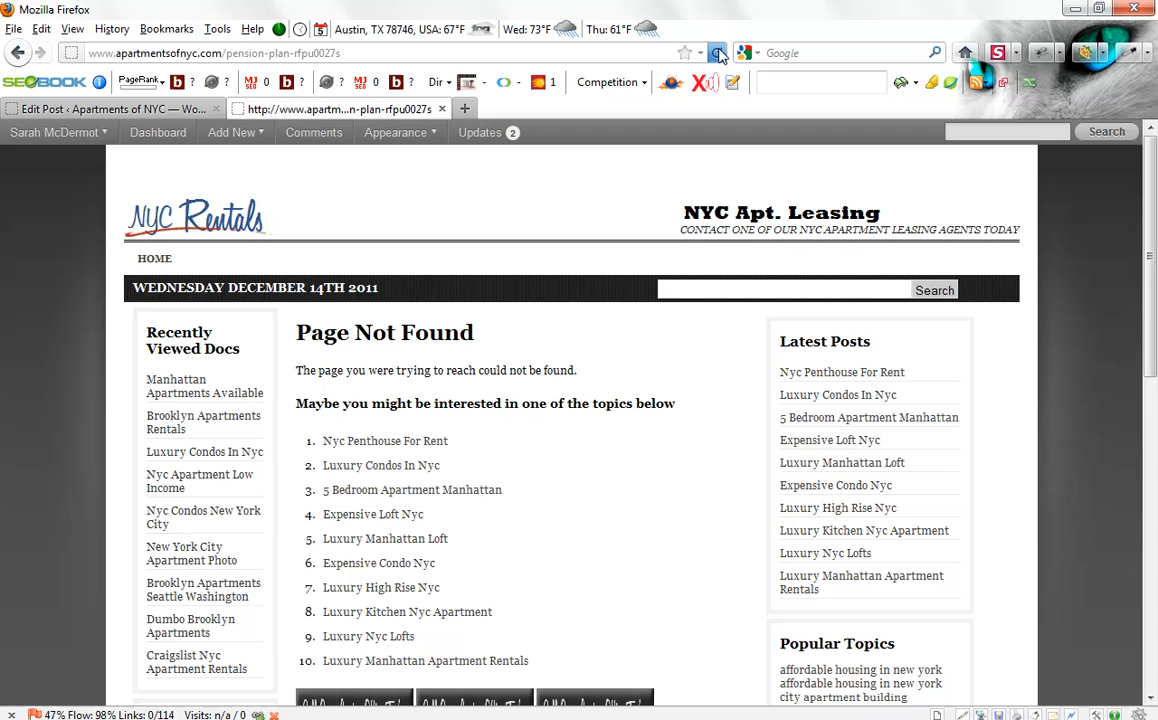 Mozilla Firefox
File Edit View History Bookmarks Tools Help 5 Austin, TX 78746, USA: 67°F Wed: 73°F Thu: 61°F
www.apartmentsofnyc.com/pension-plan-rfpu0027s Google
SEOBOOK PageRank ? ? MJ SEO 0 ? ? MJ SEO 0 ? Dir - - 1 Competition
Edit Post ‹ Apartments of NYC — Wo... × http://www.apartm...n-plan-rfpu0027s × +
Sarah McDermot Dashboard Add New Comments Appearance Updates 2 Search
NYC Rentals
NYC Apt. Leasing
CONTACT ONE OF OUR NYC APARTMENT LEASING AGENTS TODAY
HOME
WEDNESDAY DECEMBER 14TH 2011 Search
Recently
Viewed Docs
Manhattan
Apartments Available
Brooklyn Apartments
Rentals
Luxury Condos In Nyc
Nyc Apartment Low
Income
Nyc Condos New York
City
New York City
Apartment Photo
Brooklyn Apartments
Seattle Washington
Dumbo Brooklyn
Apartments
Craigslist Nyc
Apartment Rentals
Page Not Found
The page you were trying to reach could not be found.
Maybe you might be interested in one of the topics below
1. Nyc Penthouse For Rent
2. Luxury Condos In Nyc
3. 5 Bedroom Apartment Manhattan
4. Expensive Loft Nyc
5. Luxury Manhattan Loft
6. Expensive Condo Nyc
7. Luxury High Rise Nyc
8. Luxury Kitchen Nyc Apartment
9. Luxury Nyc Lofts
10. Luxury Manhattan Apartment Rentals
Latest Posts
Nyc Penthouse For Rent
Luxury Condos In Nyc
5 Bedroom Apartment Manhattan
Expensive Loft Nyc
Luxury Manhattan Loft
Expensive Condo Nyc
Luxury High Rise Nyc
Luxury Kitchen Nyc Apartment
Luxury Nyc Lofts
Luxury Manhattan Apartment
Rentals
Popular Topics
affordable housing in new york
affordable housing in new york
city apartment building
× 47% Flow: 98% Links: 0/114 Visits: n/a / 0